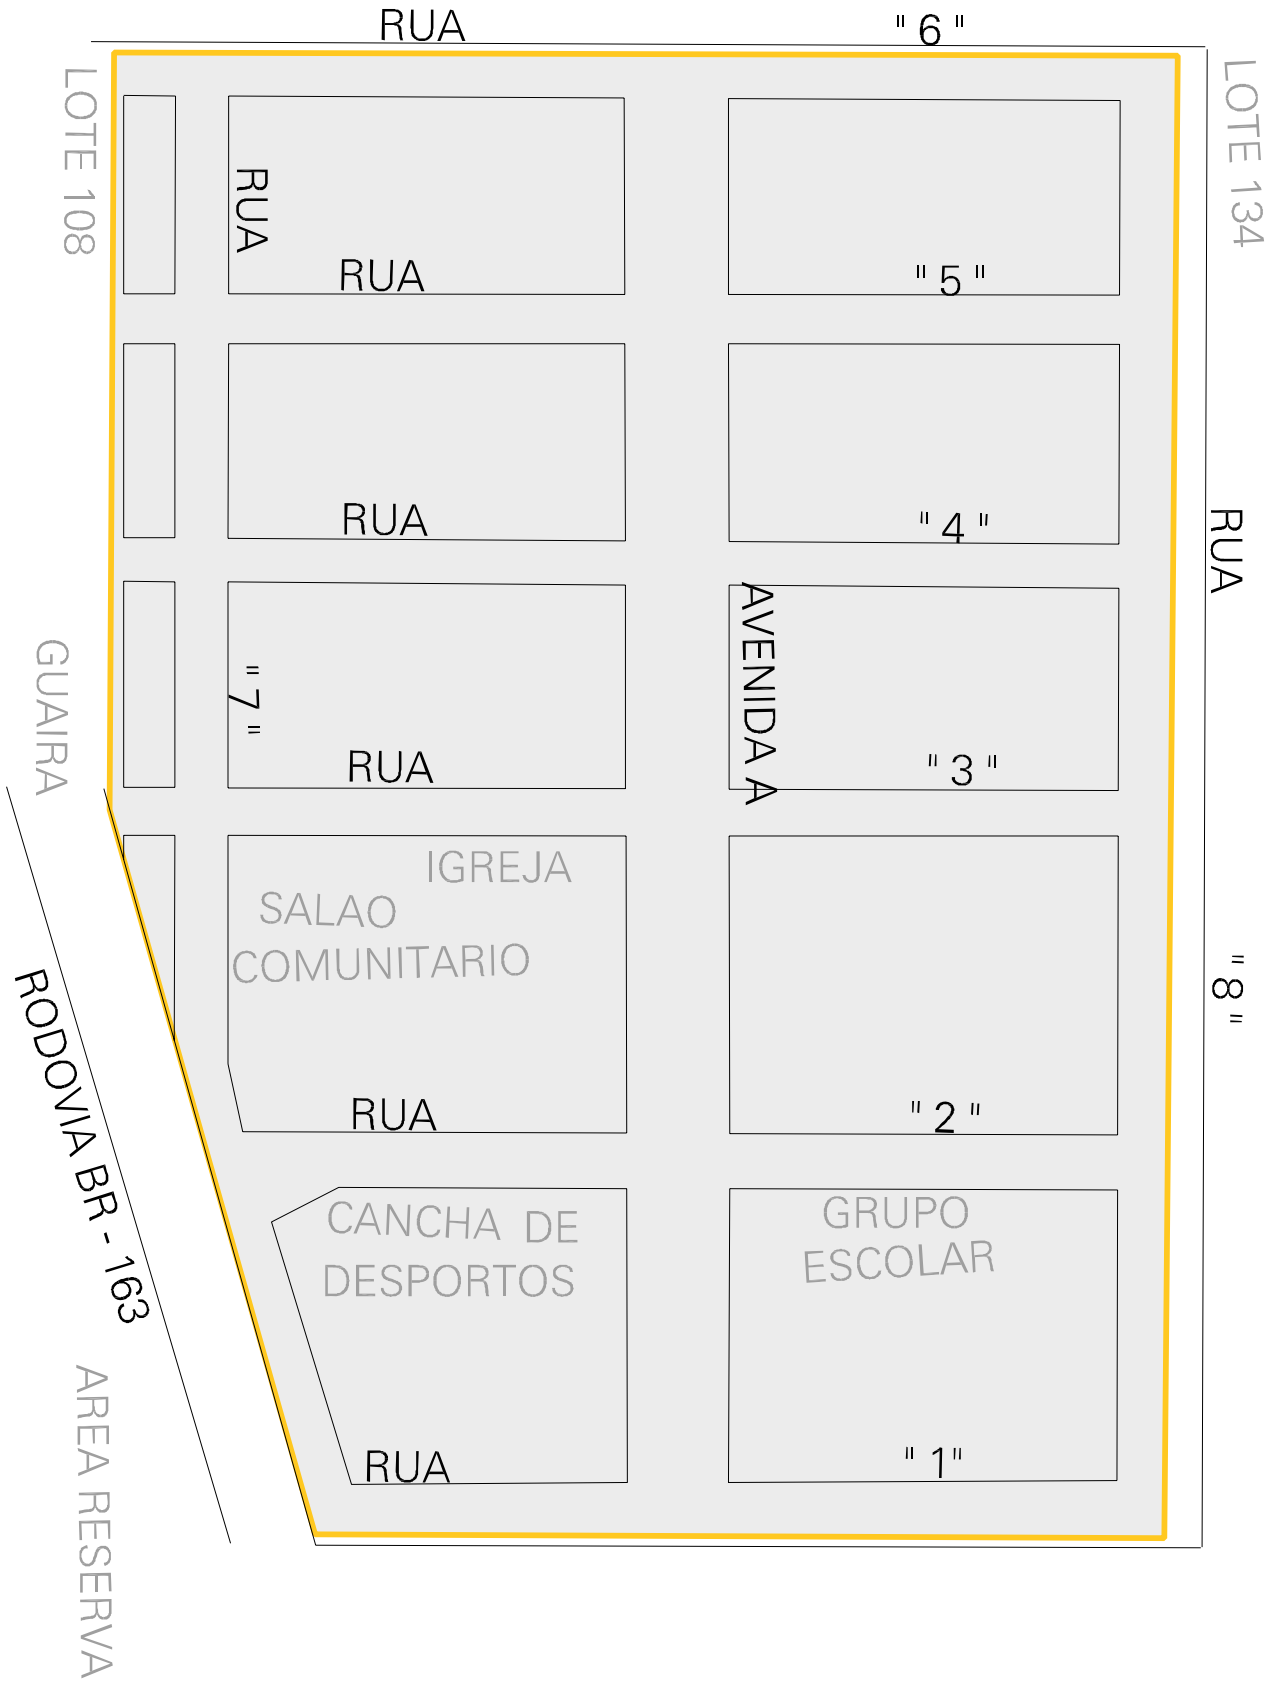 RUA " 6 "
LOTE 108
LOTE 134
RUA
RUA " 5 "
RUA " 4 "
RUA
AVENIDA A
GUAIRA
" 7 "
RUA " 3 "
IGREJA
SALAO
COMUNITARIO
" 8 "
RODOVIA BR - 163
RUA " 2 "
CANCHA DE
DESPORTOS
GRUPO
ESCOLAR
AREA RESERVA
RUA " 1"